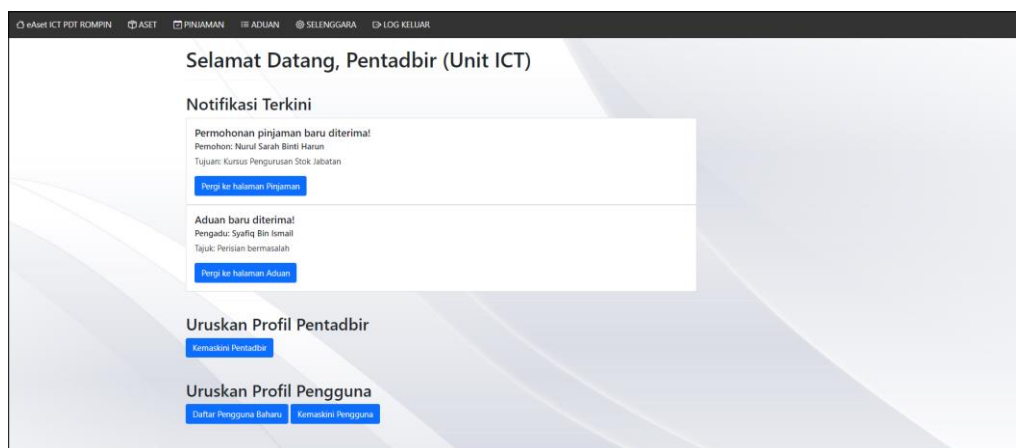 eAset ICT PDT ROMPIN ASET PINJAMAN ADUAN SELENGGARA LOG KELUAR
Selamat Datang, Pentadbir (Unit ICT)
Notifikasi Terkini
Permohonan pinjaman baru diterima!
Pemohon: Nurul Sarah Binti Harun
Tujuan: Kursus Pengurusan Stok Jabatan
Pergi ke halaman Pinjaman
Aduan baru diterima!
Pengadu: Syafiq Bin Ismail
Tajuk: Perisian bermasalah
Pergi ke halaman Aduan
Uruskan Profil Pentadbir
Kemaskini Pentadbir
Uruskan Profil Pengguna
Daftar Pengguna Baharu Kemaskini Pengguna